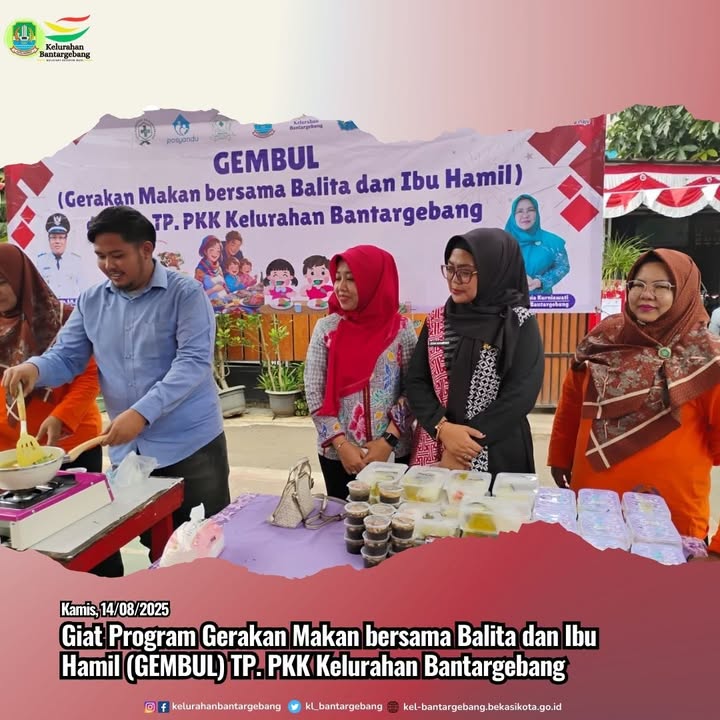 Kelurahan
Bantargebang
posyandu
Kelurahan
Bantargebang
GEMBUL
(Gerakan Makan bersama Balita dan Ibu Hamil)
TP. PKK Kelurahan Bantargebang
Kurniawati
Bantargebang
Kamis, 14/08/2025
Giat Program Gerakan Makan bersama Balita dan Ibu
Hamil (GEMBUL) TP. PKK Kelurahan Bantargebang
kelurahanbantargebang kl_bantargebang kel-bantargebang.bekasikota.go.id